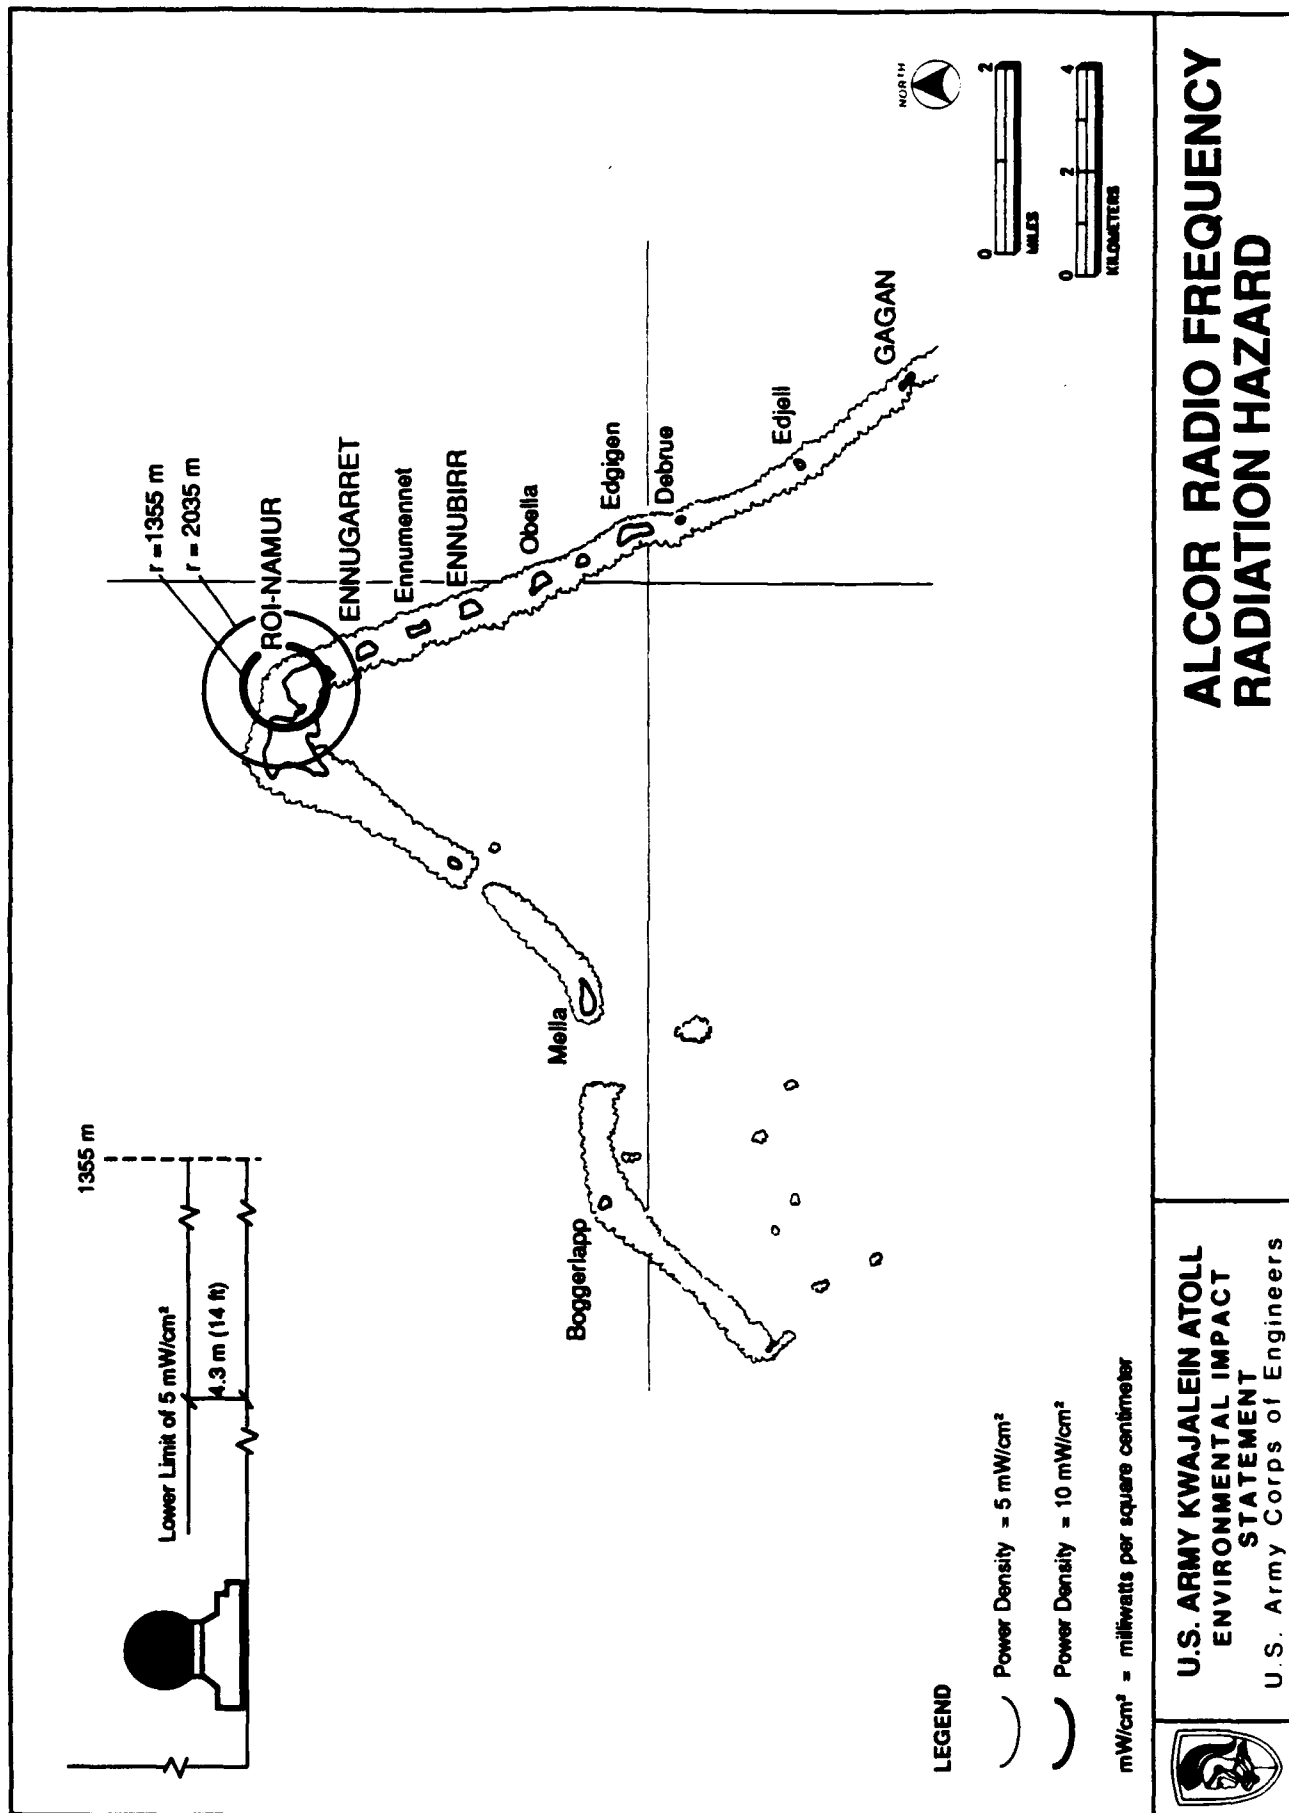 1355 m
Lower Limit of 5 mW/cm²
4.3 m (14 ft)
r = 1355 m
r = 2035 m
ROI-NAMUR
ENNUGARRET
Ennumennet
ENNUBIRR
Obella
Edgigen
Debrue
Edjell
GAGAN
Mella
Boggerlapp
NORTH
0 2
MILES
0 2 4
KILOMETERS
LEGEND
Power Density = 5 mW/cm²
Power Density = 10 mW/cm²
mW/cm² = milliwatts per square centimeter
U.S. ARMY KWAJALEIN ATOLL
ENVIRONMENTAL IMPACT
STATEMENT
U.S. Army Corps of Engineers
ALCOR RADIO FREQUENCY
RADIATION HAZARD